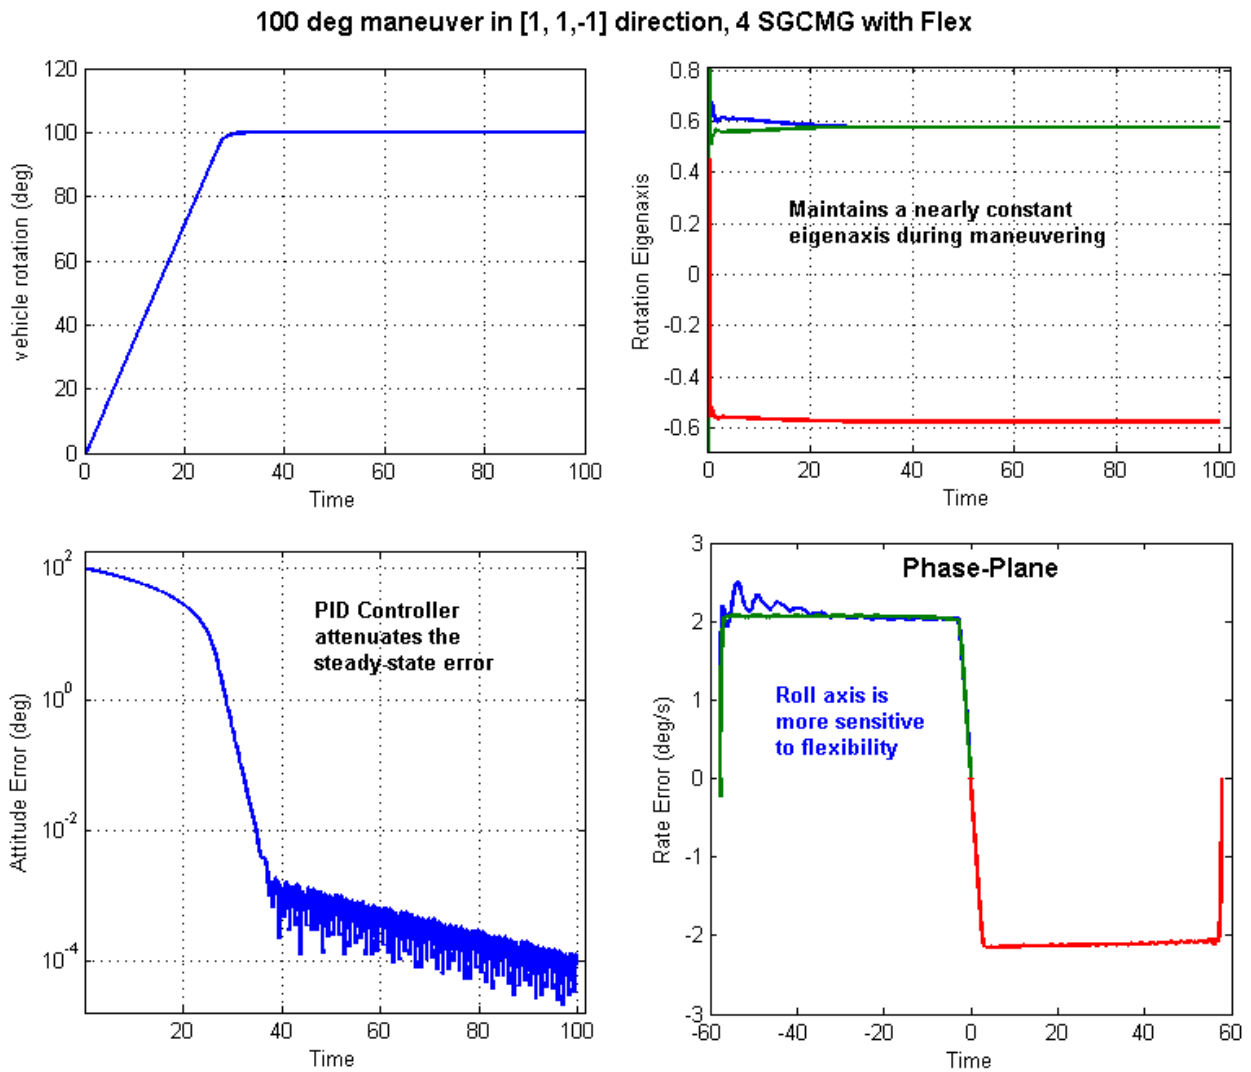 100 deg maneuver in [1, 1,-1] direction, 4 SGCMG with Flex
120
100
80
60
40
20
0
vehicle rotation (deg)
0 20 40 60 80 100
Time
0.8
0.6
0.4
0.2
0
-0.2
-0.4
-0.6
Rotation Eigenaxis
Maintains a nearly constant
eigenaxis during maneuvering
0 20 40 60 80 100
Time
10^2
10^0
10^-2
10^-4
Attitude Error (deg)
PID Controller
attenuates the
steady-state error
20 40 60 80 100
Time
3
2
1
0
-1
-2
-3
Rate Error (deg/s)
Phase-Plane
Roll axis is
more sensitive
to flexibility
-60 -40 -20 0 20 40 60
Time